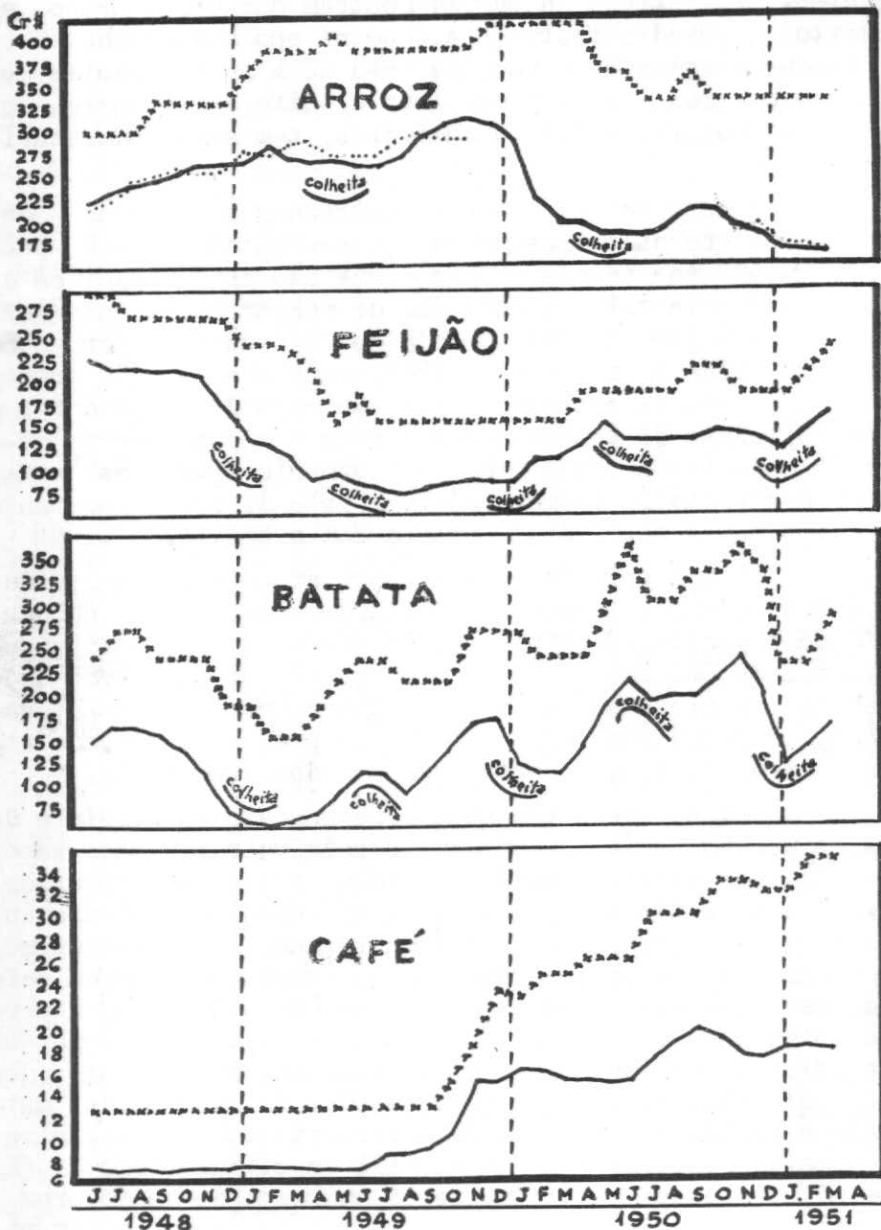 Cr$
400
375
350
325
300
275
250
225
200
175
ARROZ
colheita
colheita
275
250
225
200
175
150
125
100
75
FEIJÃO
colheita
colheita
colheita
colheita
colheita
350
325
300
275
250
225
200
175
150
125
100
75
BATATA
colheita
colheita
colheita
colheita
colheita
34
32
30
28
26
24
22
20
18
16
14
12
10
8
6
CAFÉ
J J A S O N D J F M A M J J A S O N D J F M A M J J A S O N D J F M A
1948 1949 1950 1951